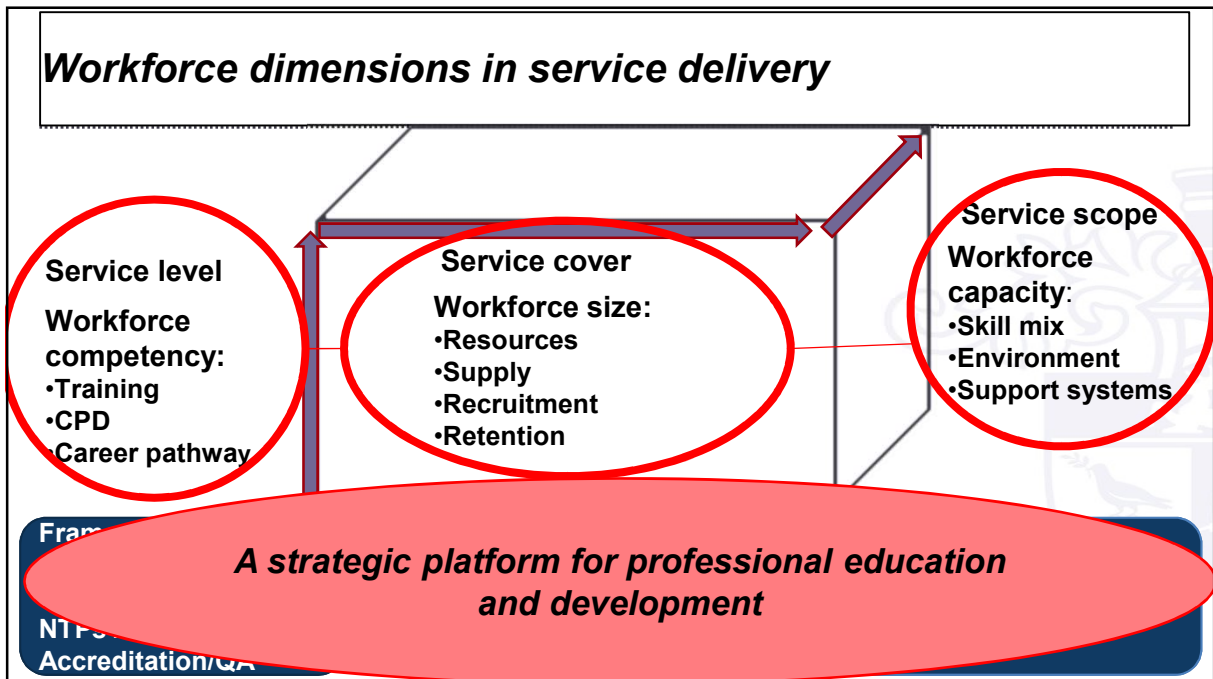 Workforce dimensions in service delivery
Service level
Workforce
competency:
•Training
•CPD
•Career pathway
Service cover
Workforce size:
•Resources
•Supply
•Recruitment
•Retention
Service scope
Workforce
capacity:
•Skill mix
•Environment
•Support systems
A strategic platform for professional education
and development
Accreditation/QA